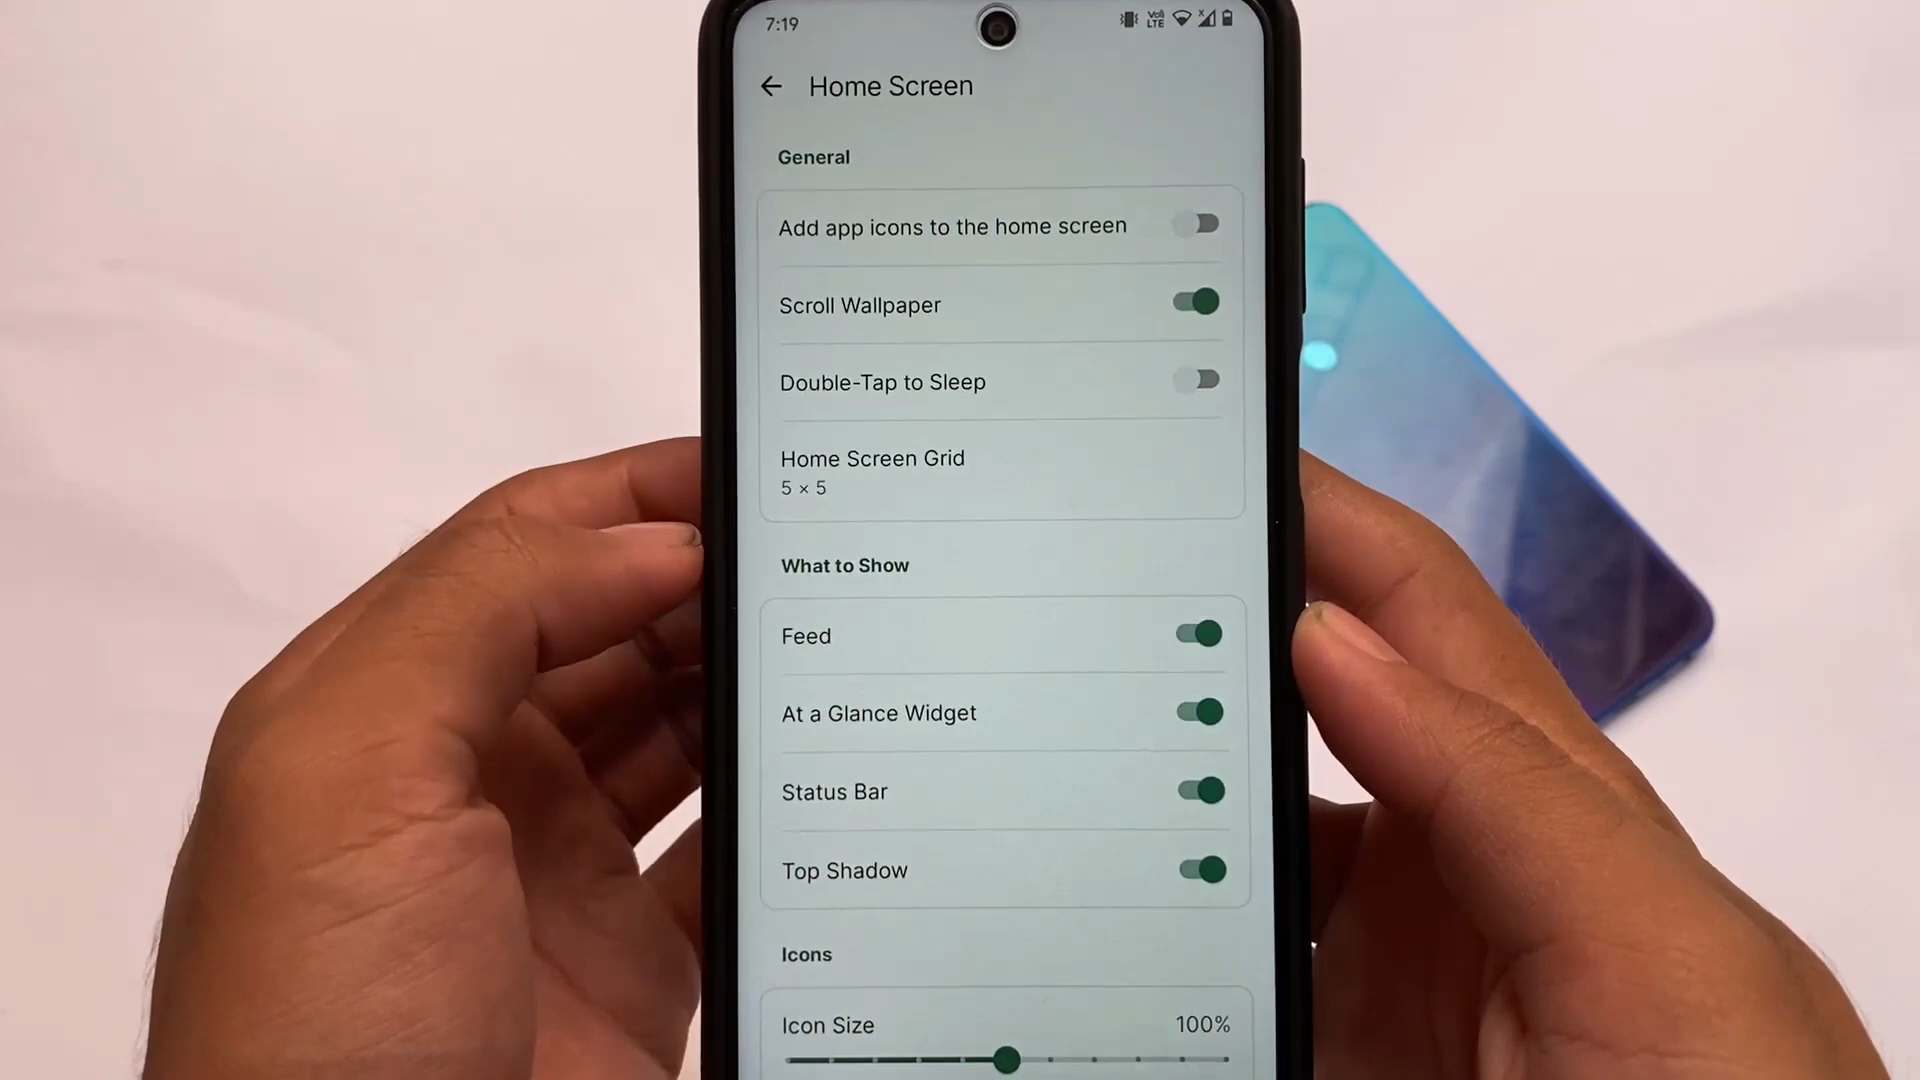 7:19
Vo)
LTE
Home Screen
General
Add app icons to the home screen
Scroll Wallpaper
Double-Tap to Sleep
Home Screen Grid
5 × 5
What to Show
Feed
At a Glance Widget
Status Bar
Top Shadow
Icons
Icon Size
100%